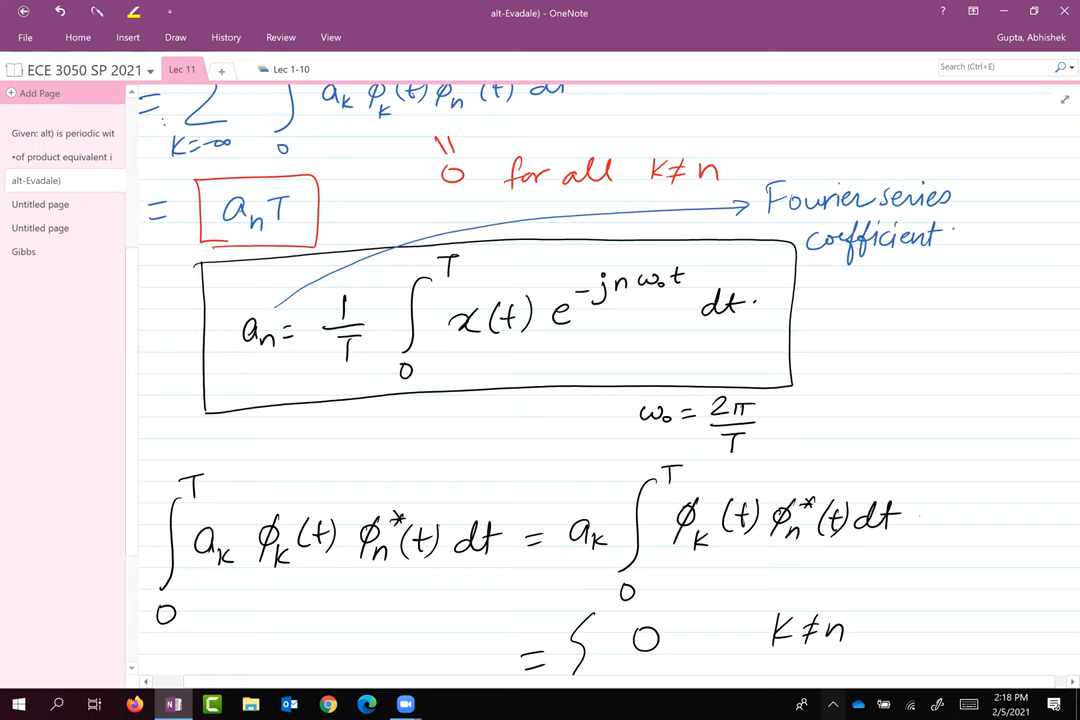 alt-Evadale) - OneNote
File Home Insert Draw History Review View Gupta, Abhishek
ECE 3050 SP 2021 Lec 11 + Lec 1-10 Search (Ctrl+E)
Add Page
Given: alt) is periodic wit
•of product equivalent i
alt-Evadale)
Untitled page
Untitled page
Gibbs
= ∑_{k=-∞} ∫_0 a_k φ_k(t) φ_n(t) dt
"
0 for all k≠n
= a_n T
Fourier series
coefficient.
a_n = 1/T ∫_0^T x(t) e^{-jnω₀t} dt.
ω₀ = 2π/T
∫_0^T a_k φ_k(t) φ_n*(t) dt = a_k ∫_0^T φ_k(t) φ_n*(t) dt
= { 0 k≠n
2:18 PM
2/5/2021